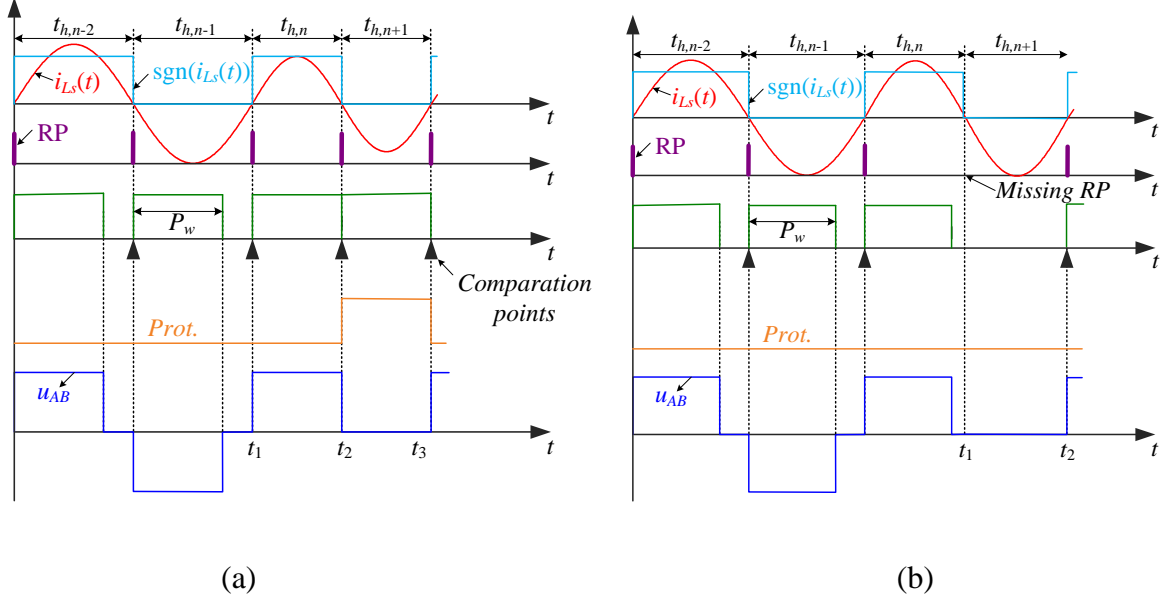 t_{h,n-2} t_{h,n-1} t_{h,n} t_{h,n+1}
i_{Ls}(t) sgn(i_{Ls}(t)) t
RP t
P_w t
Comparation
points
Prot.
u_{AB}
t_1 t_2 t_3 t
(a)
t_{h,n-2} t_{h,n-1} t_{h,n} t_{h,n+1}
i_{Ls}(t) sgn(i_{Ls}(t)) t
RP t
Missing RP
P_w t
Prot.
u_{AB}
t_1 t_2 t
(b)